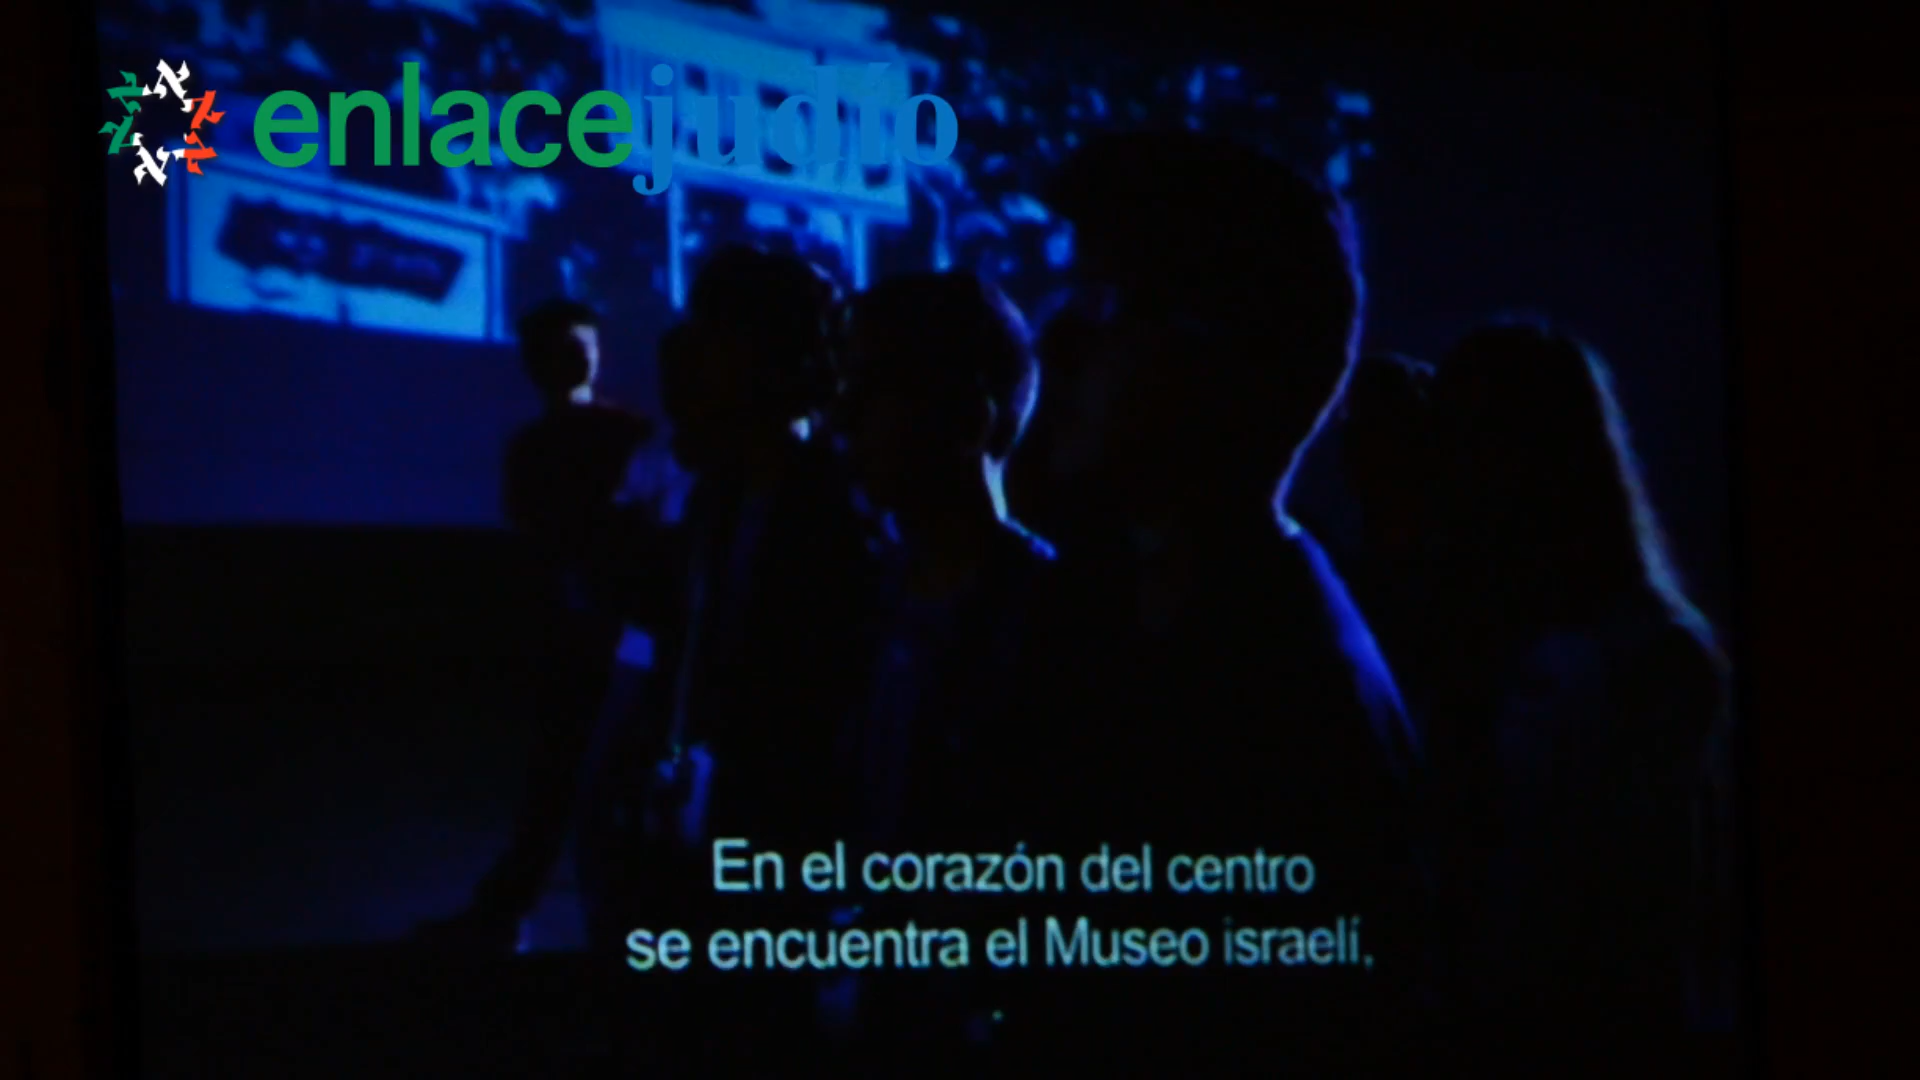 enlacejudío
En el corazón del centro
se encuentra el Museo israelí,